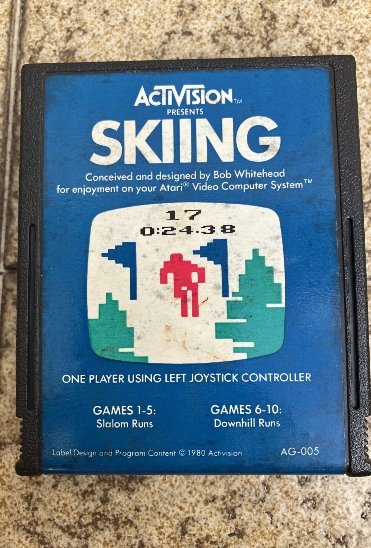 ACTIVISION™
PRESENTS
SKIING
Conceived and designed by Bob Whitehead
for enjoyment on your Atari® Video Computer System™
17
0:24.38
ONE PLAYER USING LEFT JOYSTICK CONTROLLER
GAMES 1-5:
Slalom Runs
GAMES 6-10:
Downhill Runs
Label Design and Program Content © 1980 Activision
AG-005